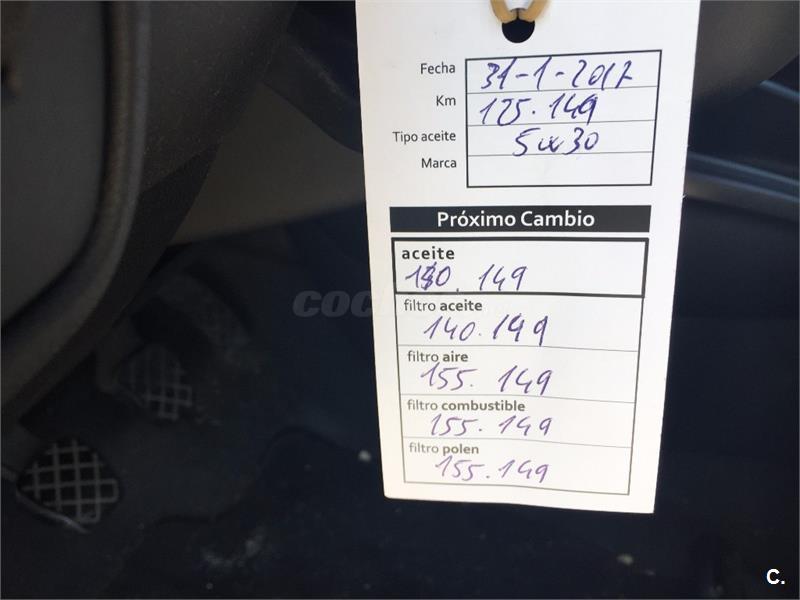 Fecha 31-1-2017
Km 125.149
Tipo aceite 5w30
Marca
Próximo Cambio
aceite
140.149
filtro aceite
140.149
filtro aire
155.149
filtro combustible
155.149
filtro polen
155.149
C.